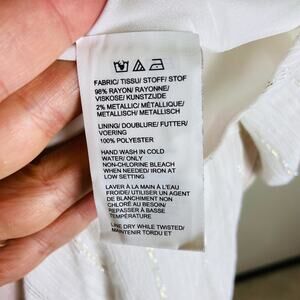 FABRIC/ TISSU/ STOFF/ STOF
98% RAYON/ RAYONNE/
VISKOSE/ KUNSTZIJDE
2% METALLIC/ MÉTALLIQUE/
METALLISCH/ METALLISCH
LINING/ DOUBLURE/ FUTTER/
VOERING
100% POLYESTER
HAND WASH IN COLD
WATER/ ONLY
NON-CHLORINE BLEACH
WHEN NEEDED/ IRON AT
LOW SETTING
LAVER À LA MAIN À L'EAU
FROIDE/ UTILISER UN AGENT
DE BLANCHIMENT NON
CHLORÉ AU BESOIN/
REPASSER À BASSE
TEMPÉRATURE
LINE DRY WHILE TWISTED/
MAINTENIR TORDU ET